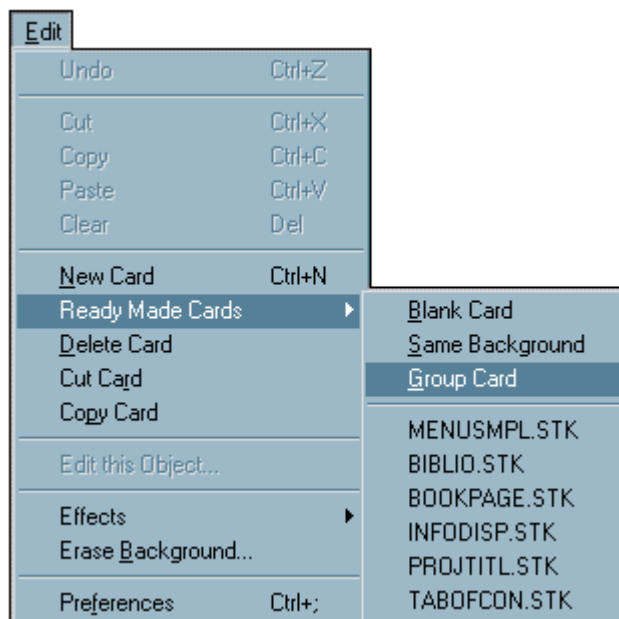 Edit
Undo Ctrl+Z
Cut Ctrl+X
Copy Ctrl+C
Paste Ctrl+V
Clear Del
New Card Ctrl+N
Ready Made Cards
Delete Card
Cut Card
Copy Card
Edit this Object...
Effects
Erase Background...
Preferences Ctrl+;
Blank Card
Same Background
Group Card
MENUSMPL.STK
BIBLIO.STK
BOOKPAGE.STK
INFODISP.STK
PROJTITL.STK
TABOFCON.STK